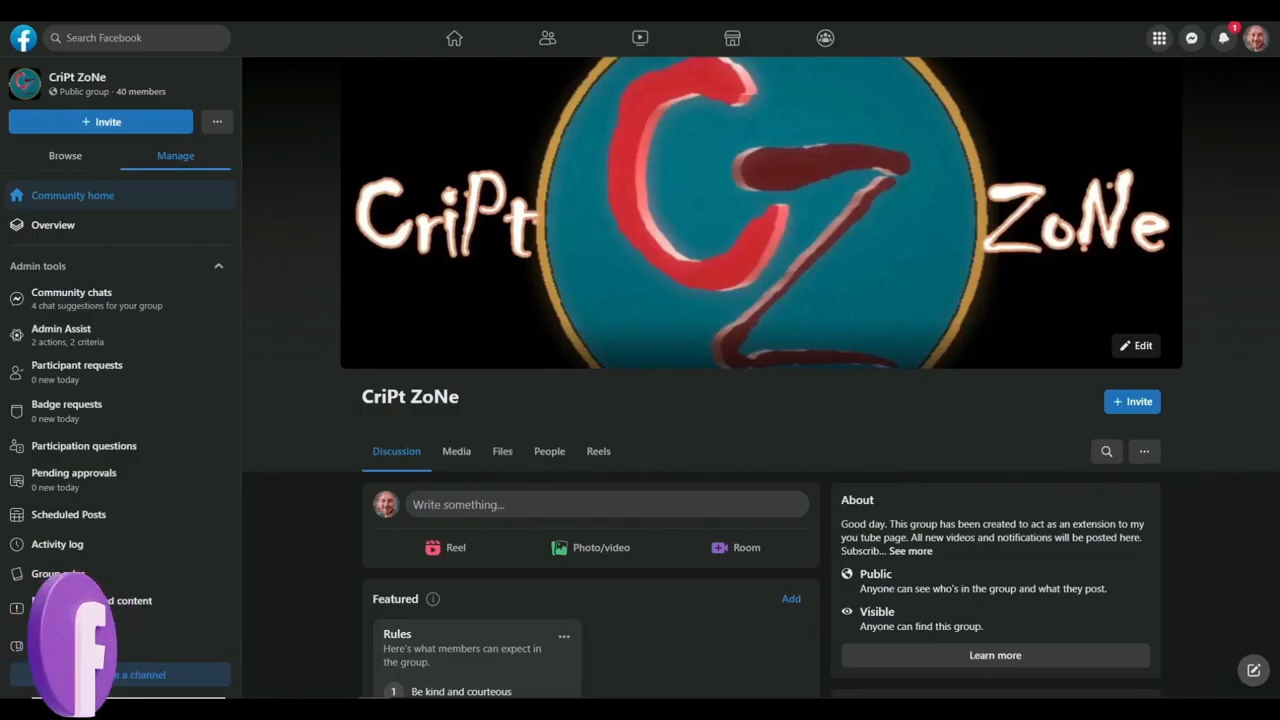 Search Facebook
1
CriPt ZoNe
Public group · 40 members
+ Invite
Browse
Manage
Community home
Overview
Admin tools
Community chats
4 chat suggestions for your group
Admin Assist
2 actions, 2 criteria
Participant requests
0 new today
Badge requests
0 new today
Participation questions
Pending approvals
0 new today
Scheduled Posts
Activity log
Group
d content
a channel
CriPt
CZ
ZoNe
Edit
CriPt ZoNe
+ Invite
Discussion
Media
Files
People
Reels
Write something...
Reel
Photo/video
Room
Featured
Add
Rules
Here's what members can expect in
the group.
1 Be kind and courteous
About
Good day. This group has been created to act as an extension to my
you tube page. All new videos and notifications will be posted here.
Subscrib... See more
Public
Anyone can see who's in the group and what they post.
Visible
Anyone can find this group.
Learn more